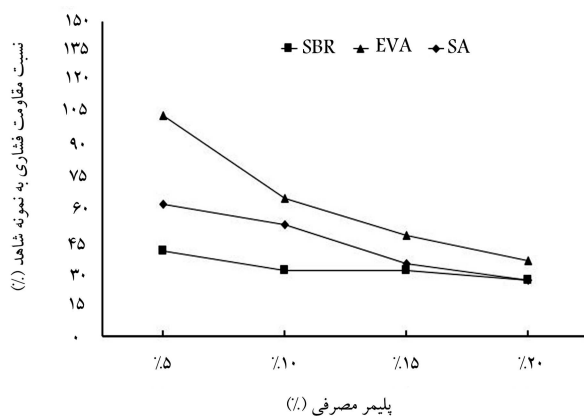 نسبت مقاومت فشاری به نمونه شاهد (٪)
۱۵۰
۱۳۵
۱۲۰
۱۰۵
۹۰
۷۵
۶۰
۴۵
۳۰
۱۵
۰
SBR EVA SA
٪۵ ٪۱۰ ٪۱۵ ٪۲۰
پلیمر مصرفی (٪)